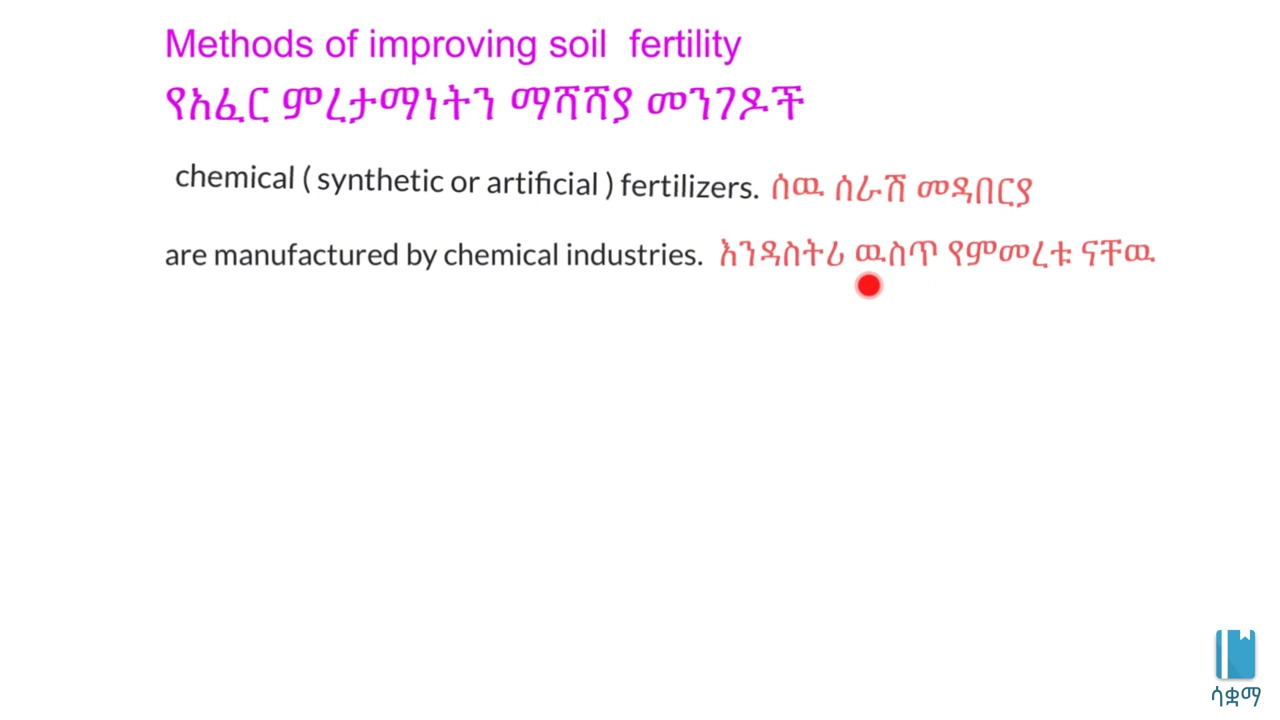 Methods of improving soil fertility
የአፈር ምረታማነትን ማሻሻያ መንገዶች
chemical ( synthetic or artificial ) fertilizers. ሰዉ ሰራሽ መዳበርያ
are manufactured by chemical industries. እንዳስትሪ ዉስጥ የምመረቱ ናቸዉ
ሳቋማ